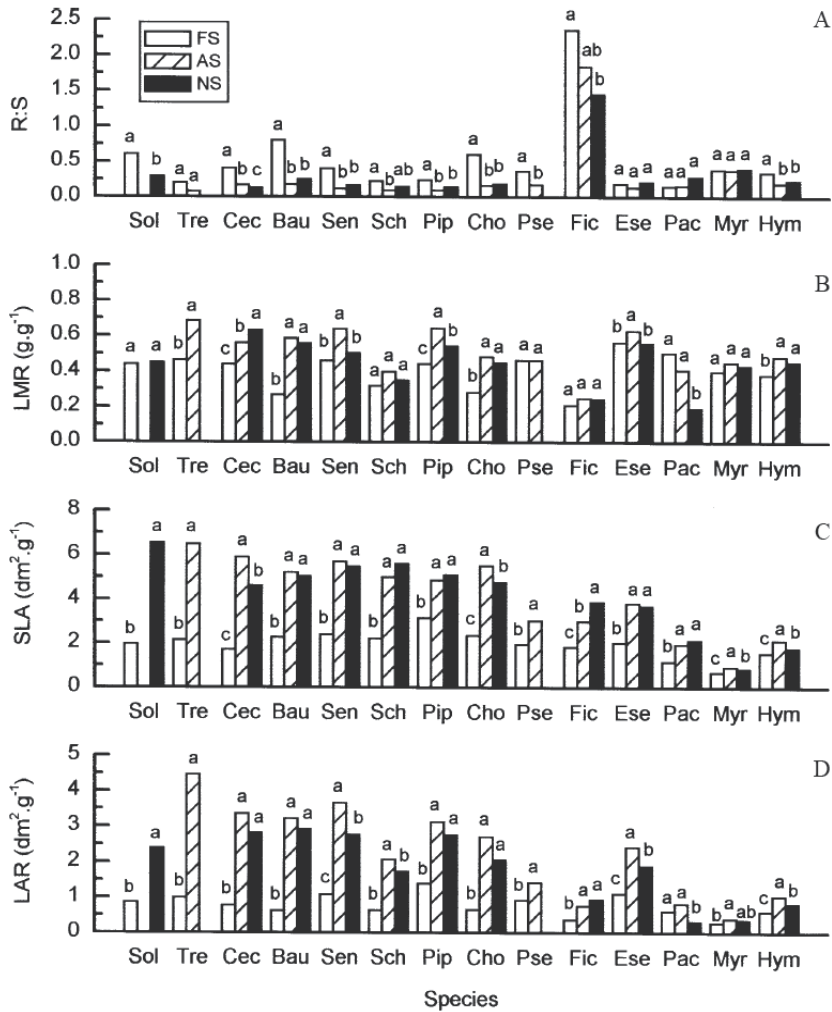 A
R:S
2.5
2.0
1.5
1.0
0.5
0.0
FS
AS
NS
a b a a a b c a b b a b b a b ab a b b a b b a b a ab b a a a a a a a a a a b b
Sol Tre Cec Bau Sen Sch Pip Cho Pse Fic Ese Pac Myr Hym
B
LMR (g.g-1)
1.0
0.8
0.6
0.4
0.2
0.0
a a b a c b a b a a b a b a a a c a b b a a a a a a a b a b a a b a a a b a a
Sol Tre Cec Bau Sen Sch Pip Cho Pse Fic Ese Pac Myr Hym
C
SLA (dm².g-1)
8
6
4
2
0
b a b a c a b b a a b a a b a a b a a c a b b a c b a b a a b a a c a b c a b
Sol Tre Cec Bau Sen Sch Pip Cho Pse Fic Ese Pac Myr Hym
D
LAR (dm².g-1)
5
4
3
2
1
0
b a b a b a a b a a c a b c a b b a a b a a b a b a a c a b a a b b a ab c a b
Sol Tre Cec Bau Sen Sch Pip Cho Pse Fic Ese Pac Myr Hym
Species